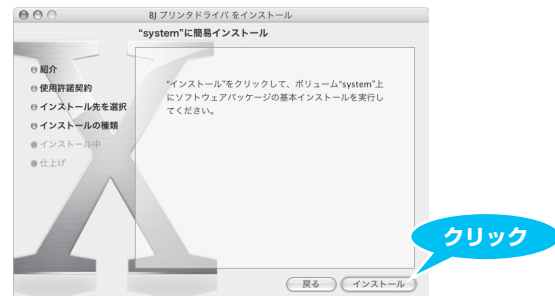 BJ プリンタドライバ をインストール
“system”に簡易インストール
紹介
使用許諾契約
インストール先を選択
インストールの種類
インストール中
仕上げ
“インストール”をクリックして、ボリューム“system”上
にソフトウェアパッケージの基本インストールを実行し
てください。
クリック
戻る
インストール